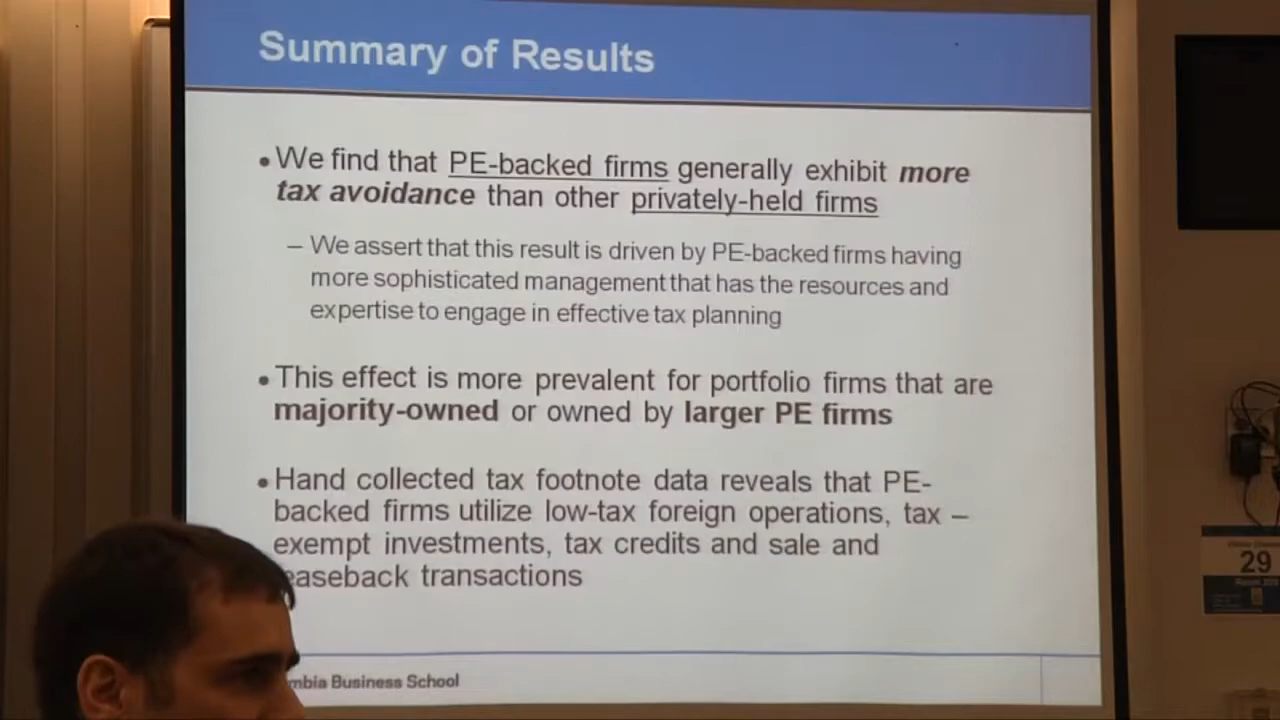 Summary of Results
• We find that PE-backed firms generally exhibit more
tax avoidance than other privately-held firms
– We assert that this result is driven by PE-backed firms having
more sophisticated management that has the resources and
expertise to engage in effective tax planning
• This effect is more prevalent for portfolio firms that are
majority-owned or owned by larger PE firms
• Hand collected tax footnote data reveals that PE-
backed firms utilize low-tax foreign operations, tax –
exempt investments, tax credits and sale and
easeback transactions
mbia Business School
29